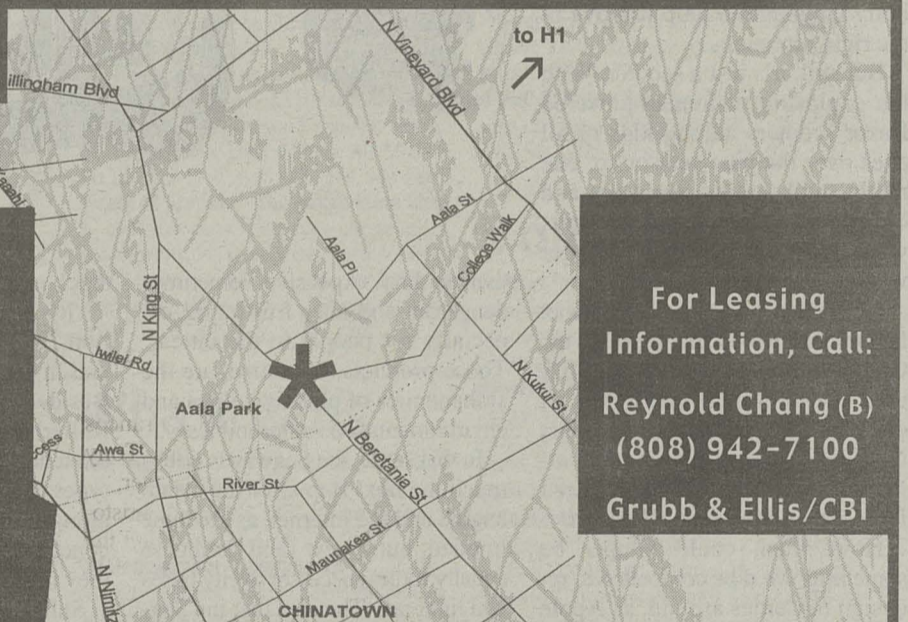 to H1
N Vineyard Blvd
illingham Blvd
Aala St
College Walk
Aala Pl
N King St
Iwilei Rd
N Kukui St
Aala Park
N Beretania St
Awa St
River St
Maunakea St
CHINATOWN
N Nimitz
For Leasing
Information, Call:
Reynold Chang (B)
(808) 942-7100
Grubb & Ellis/CBI